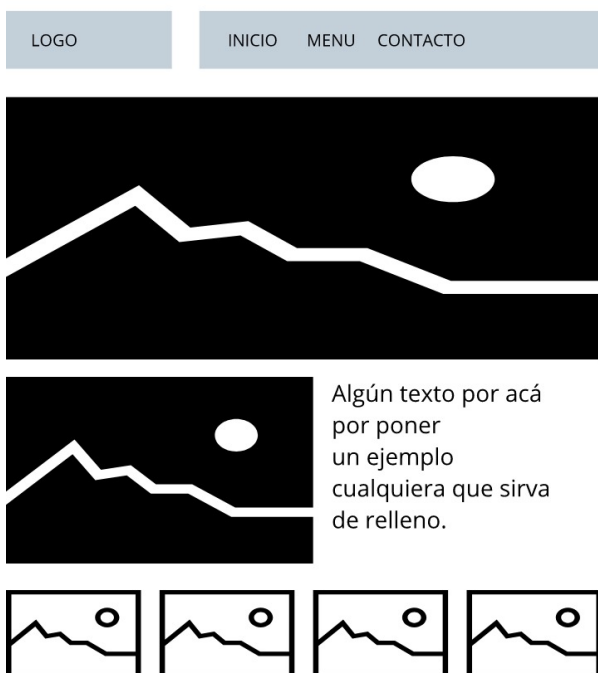 LOGO
INICIO MENU CONTACTO
Algún texto por acá
por poner
un ejemplo
cualquiera que sirva
de relleno.